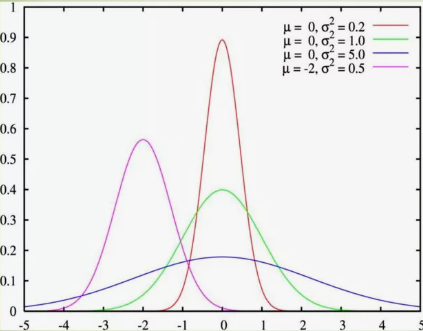 1
0.9
0.8
0.7
0.6
0.5
0.4
0.3
0.2
0.1
0
μ = 0, σ² = 0.2
μ = 0, σ² = 1.0
μ = 0, σ² = 5.0
μ = -2, σ² = 0.5
-5 -4 -3 -2 -1 0 1 2 3 4 5